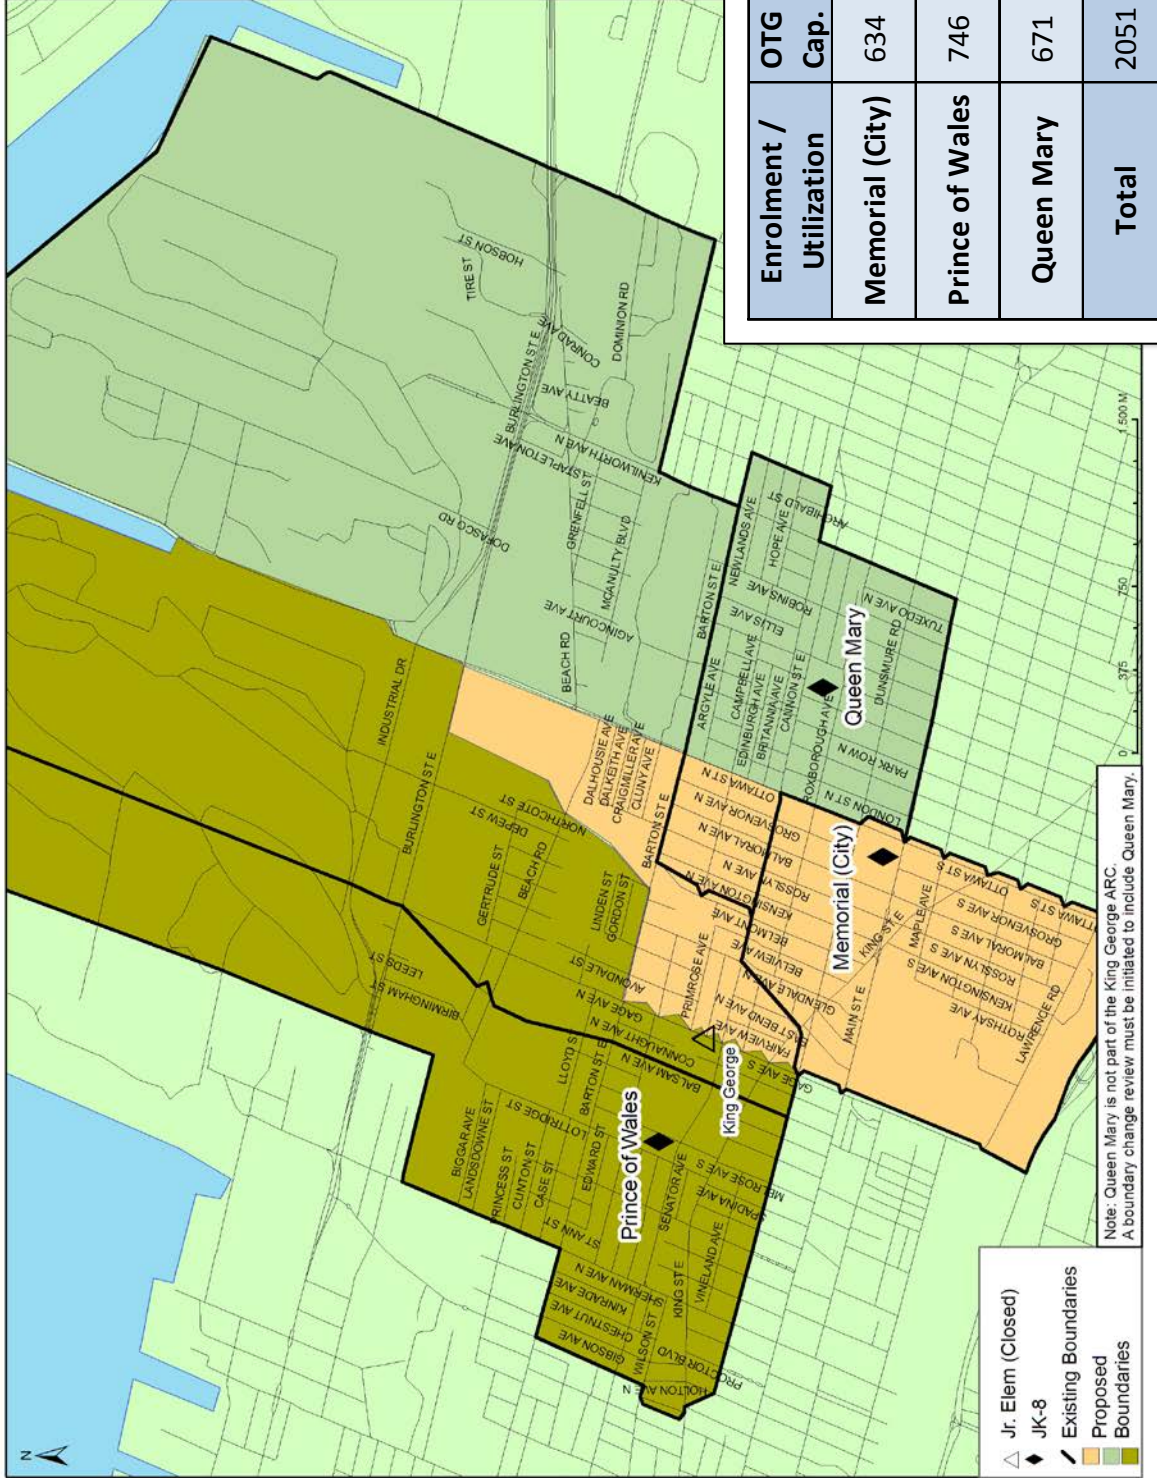 N
HOBSON ST
TIRE ST
CONRAD AVE
DOMINION RD
BURLINGTON ST E
BEATTY AVE
KENILWORTH AVE N
STAPLETON AVE
GRENFELL ST
DOFASCO RD
MCANULTY BLVD
AGINCOURT AVE
BEACH RD
BARTON ST E
ARGYLE AVE
NEWLANDS AVE
HOPE AVE
ARCHIBALD ST
ROBINS AVE
ELLIS AVE
CAMPBELL AVE
EDINBURGH AVE
BRITANNIA AVE
CANNON ST E
ROXBOROUGH AVE
TUXEDO AVE N
DUNSMURE RD
PARK ROW N
LONDON ST N
Queen Mary
INDUSTRIAL DR
BURLINGTON ST E
DALHOUSIE AVE
DALKEITH AVE
CRAIGMILLER AVE
CLUNY AVE
BARTON ST E
NORTHCOTE ST
DEPEW ST
BEACH RD
GERTRUDE ST
LINDEN ST
GORDON ST
OTTAWA ST N
GROSVENOR AVE N
BALMORAL AVE N
ROSSLYN AVE N
KENSINGTON AVE N
BELMONT AVE
BELVIEW AVE
GLENDALE AVE N
EAST BEND AVE N
FAIRVIEW AVE
PRIMROSE AVE
Memorial (City)
KING ST E
MAPLE AVE
MAIN ST E
OTTAWA ST S
GROSVENOR AVE S
BALMORAL AVE S
ROSSLYN AVE S
KENSINGTON AVE S
ROTHSAY AVE
LAWRENCE RD
OTTAWA ST S
LEEDS ST
BIRMINGHAM ST
AVONDALE ST
GAGE AVE N
CONNAUGHT AVE N
BALSAM AVE N
GAGE AVE S
King George
LLOYD ST
BARTON ST E
LOTTRIDGE ST
BIGGAR AVE
LANDSDOWNE ST
PRINCESS ST
CLINTON ST
CASE ST
EDWARD ST
ST ANN ST
Prince of Wales
SENATOR AVE
MELROSE AVE S
SPADINA AVE
VINELAND AVE
KING ST E
SHERMAN AVE N
KINRADE AVE
CHESTNUT AVE
GIBSON AVE
WILSON ST
PROCTOR BLVD
HOLTON AVE N
0 375 750 1,500 M
Jr. Elem (Closed)
JK-8
Existing Boundaries
Proposed
Boundaries
Note: Queen Mary is not part of the King George ARC.
A boundary change review must be initiated to include Queen Mary.
Enrolment / Utilization OTG Cap.
Memorial (City) 634
Prince of Wales 746
Queen Mary 671
Total 2051